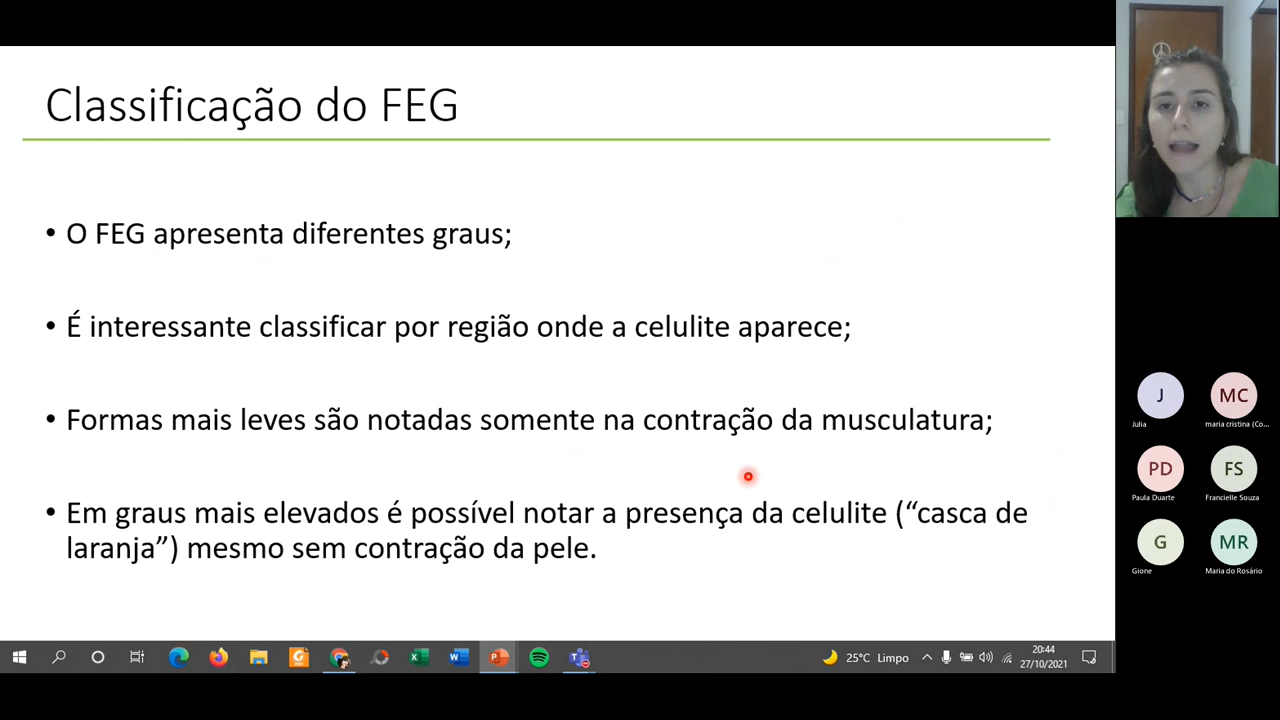 Classificação do FEG
• O FEG apresenta diferentes graus;
• É interessante classificar por região onde a celulite aparece;
• Formas mais leves são notadas somente na contração da musculatura;
• Em graus mais elevados é possível notar a presença da celulite (“casca de
laranja”) mesmo sem contração da pele.
J
Julia
MC
maria cristina (Co...
PD
Paula Duarte
FS
Francielle Souza
G
Gione
MR
Maria do Rosário
25°C Limpo
20:44
27/10/2021